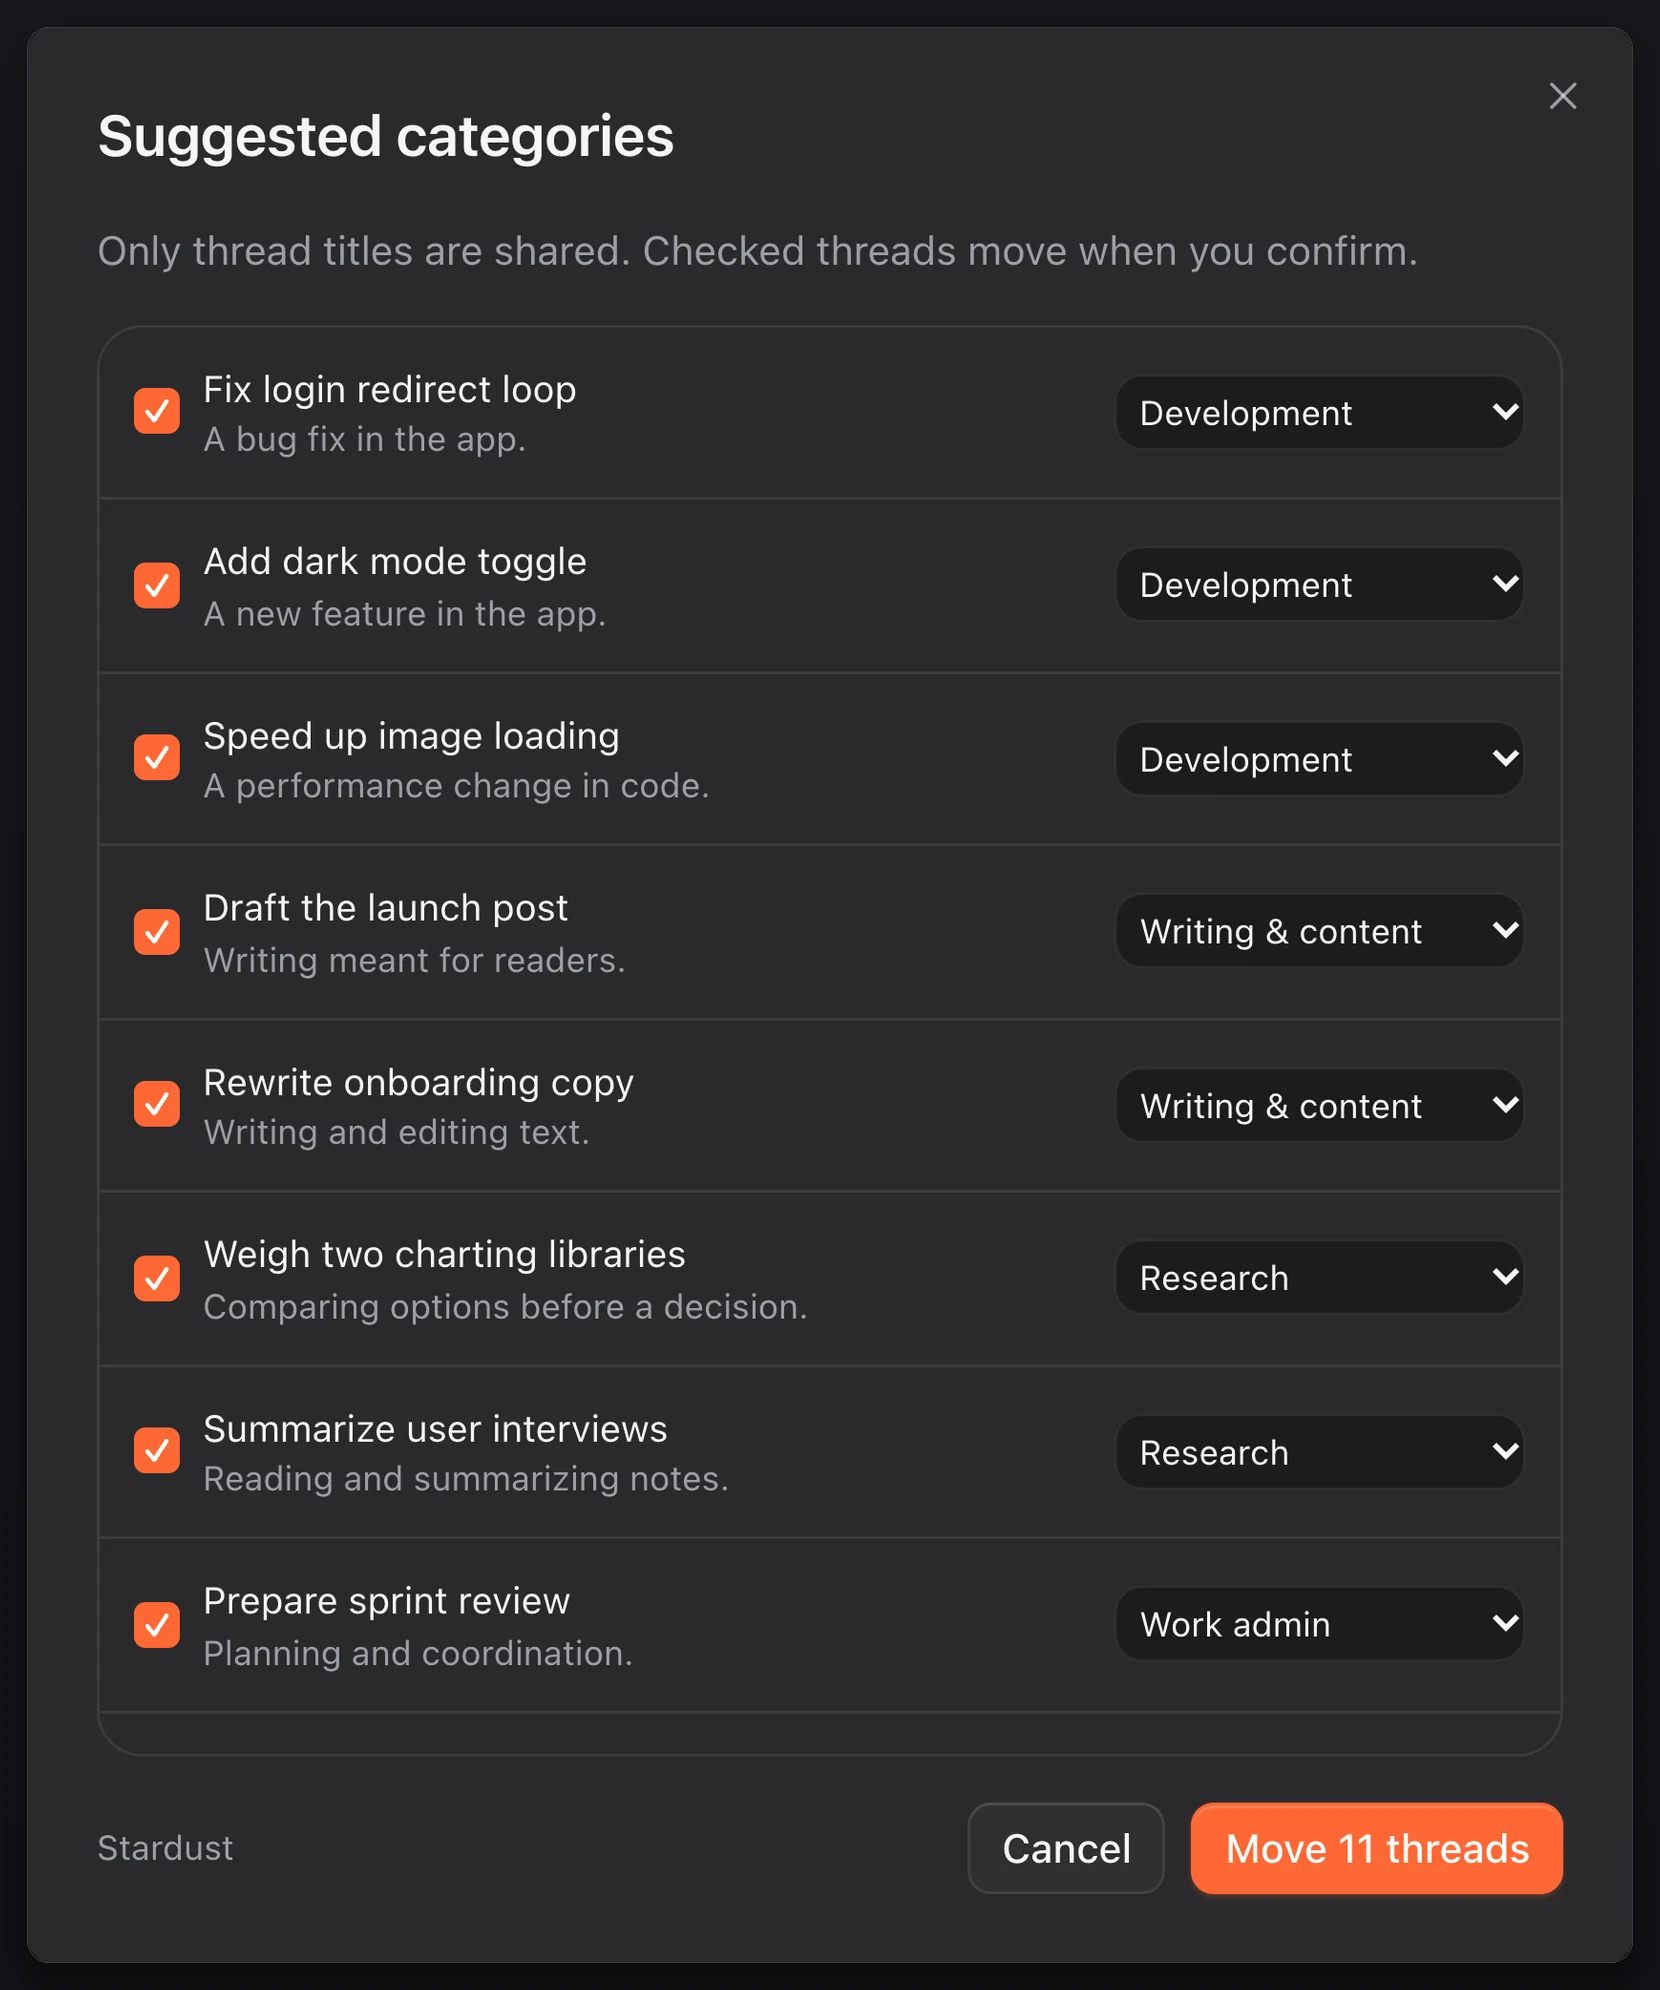 Suggested categories
Only thread titles are shared. Checked threads move when you confirm.
Fix login redirect loop
A bug fix in the app.
Development
Add dark mode toggle
A new feature in the app.
Development
Speed up image loading
A performance change in code.
Development
Draft the launch post
Writing meant for readers.
Writing & content
Rewrite onboarding copy
Writing and editing text.
Writing & content
Weigh two charting libraries
Comparing options before a decision.
Research
Summarize user interviews
Reading and summarizing notes.
Research
Prepare sprint review
Planning and coordination.
Work admin
Stardust
Cancel
Move 11 threads